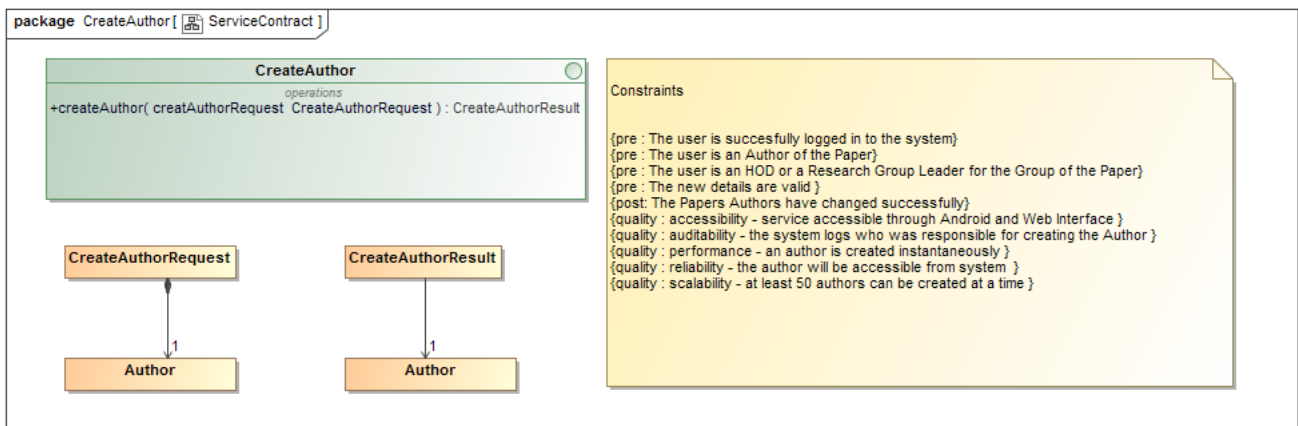 package CreateAuthor [ ServiceContract ]
CreateAuthor
operations
+createAuthor( creatAuthorRequest CreateAuthorRequest ) : CreateAuthorResult
CreateAuthorRequest
CreateAuthorResult
1
1
Author
Author
Constraints
{pre : The user is succesfully logged in to the system}
{pre : The user is an Author of the Paper}
{pre : The user is an HOD or a Research Group Leader for the Group of the Paper}
{pre : The new details are valid }
{post: The Papers Authors have changed successfully}
{quality : accessibility - service accessible through Android and Web Interface }
{quality : auditability - the system logs who was responsible for creating the Author }
{quality : performance - an author is created instantaneously }
{quality : reliability - the author will be accessible from system }
{quality : scalability - at least 50 authors can be created at a time }